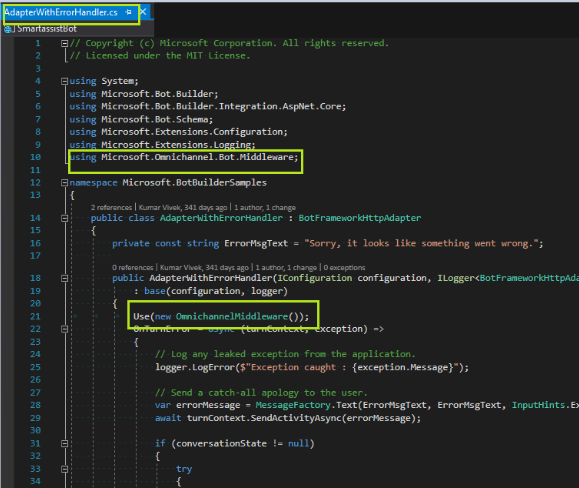 AdapterWithErrorHandler.cs
SmartassistBot
1 // Copyright (c) Microsoft Corporation. All rights reserved.
2 // Licensed under the MIT License.
3
4 using System;
5 using Microsoft.Bot.Builder;
6 using Microsoft.Bot.Builder.Integration.AspNet.Core;
7 using Microsoft.Bot.Schema;
8 using Microsoft.Extensions.Configuration;
9 using Microsoft.Extensions.Logging;
10 using Microsoft.Omnichannel.Bot.Middleware;
11
12 namespace Microsoft.BotBuilderSamples
13 {
2 references | Kumar Vivek, 341 days ago | 1 author, 1 change
14 public class AdapterWithErrorHandler : BotFrameworkHttpAdapter
15 {
16 private const string ErrorMsgText = "Sorry, it looks like something went wrong.";
17
0 references | Kumar Vivek, 341 days ago | 1 author, 1 change | 0 exceptions
18 public AdapterWithErrorHandler(IConfiguration configuration, ILogger<BotFrameworkHttpAda
19 : base(configuration, logger)
20 {
21 Use(new OmnichannelMiddleware());
22 OnTurnError = async (turnContext, exception) =>
23 {
24 // Log any leaked exception from the application.
25 logger.LogError($"Exception caught : {exception.Message}");
26
27 // Send a catch-all apology to the user.
28 var errorMessage = MessageFactory.Text(ErrorMsgText, ErrorMsgText, InputHints.Ex
29 await turnContext.SendActivityAsync(errorMessage);
30
31 if (conversationState != null)
32 {
33 try
34 {